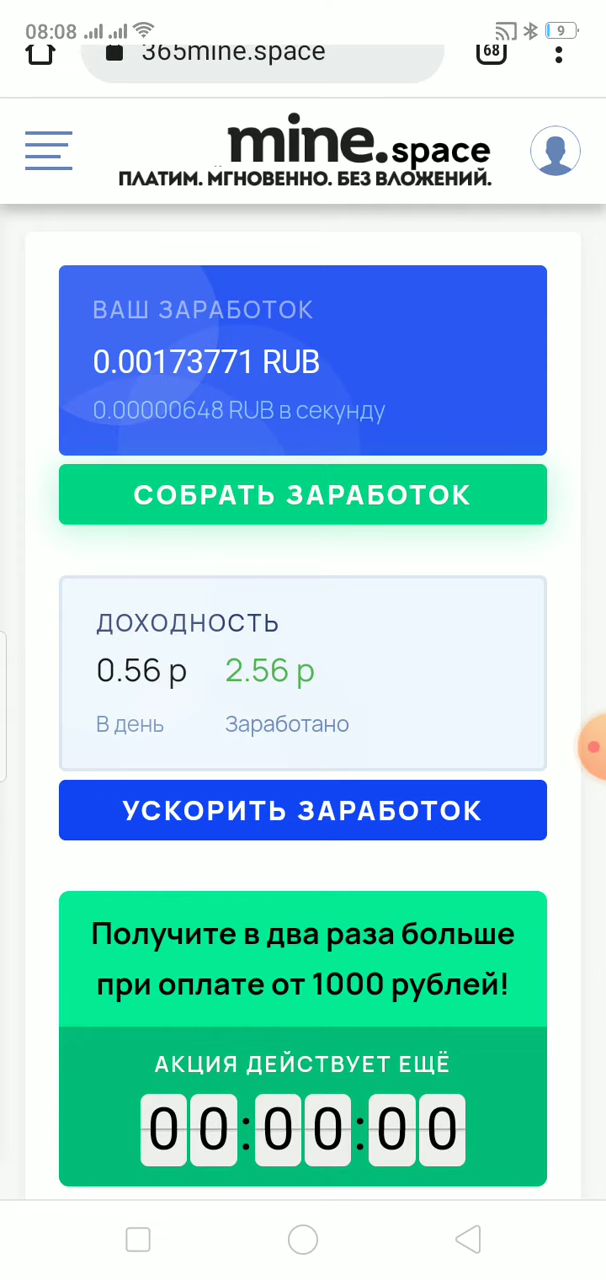 08:08
9
365mine.space
68
mine.space
ПЛАТИМ. МГНОВЕННО. БЕЗ ВЛОЖЕНИЙ.
ВАШ ЗАРАБОТОК
0.00173771 RUB
0.00000648 RUB в секунду
СОБРАТЬ ЗАРАБОТОК
ДОХОДНОСТЬ
0.56 р 2.56 р
В день Заработано
УСКОРИТЬ ЗАРАБОТОК
Получите в два раза больше
при оплате от 1000 рублей!
АКЦИЯ ДЕЙСТВУЕТ ЕЩЁ
00:00:00